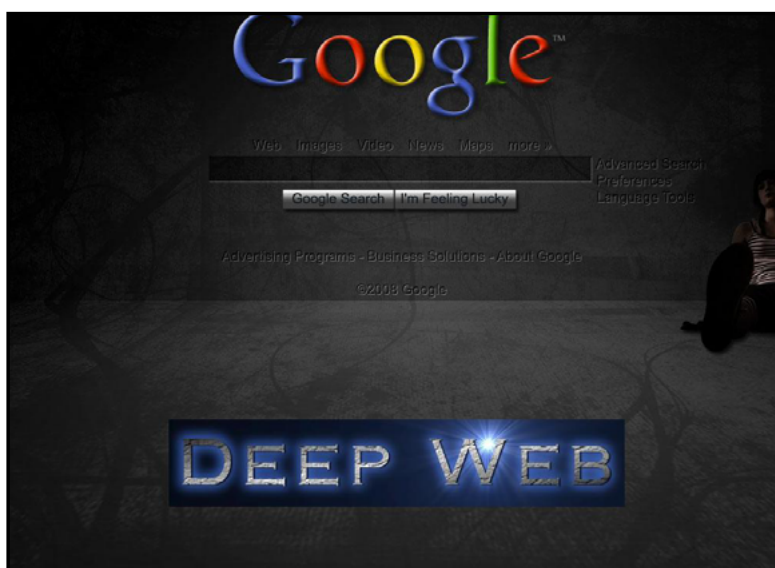 Google™
Web Images Video News Maps more »
Advanced Search
Preferences
Language Tools
Google Search I'm Feeling Lucky
Advertising Programs - Business Solutions - About Google
©2008 Google
DEEP WEB